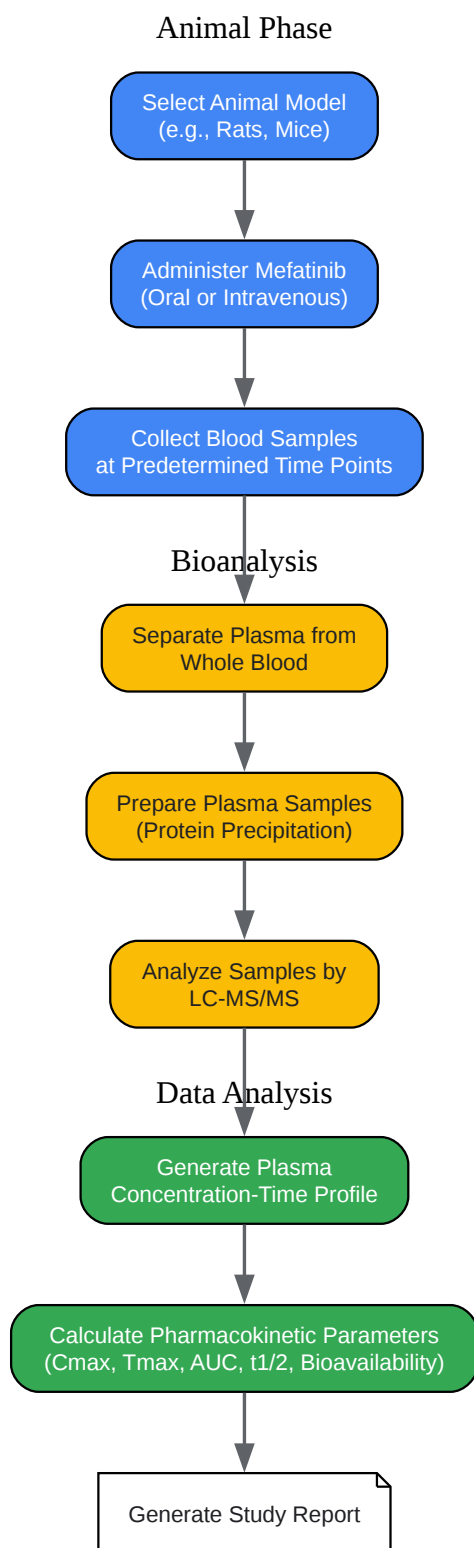 Animal Phase
Select Animal Model
(e.g., Rats, Mice)
Administer Mefatinib
(Oral or Intravenous)
Collect Blood Samples
at Predetermined Time Points
Bioanalysis
Separate Plasma from
Whole Blood
Prepare Plasma Samples
(Protein Precipitation)
Analyze Samples by
LC-MS/MS
Data Analysis
Generate Plasma
Concentration-Time Profile
Calculate Pharmacokinetic Parameters
(Cmax, Tmax, AUC, t1/2, Bioavailability)
Generate Study Report